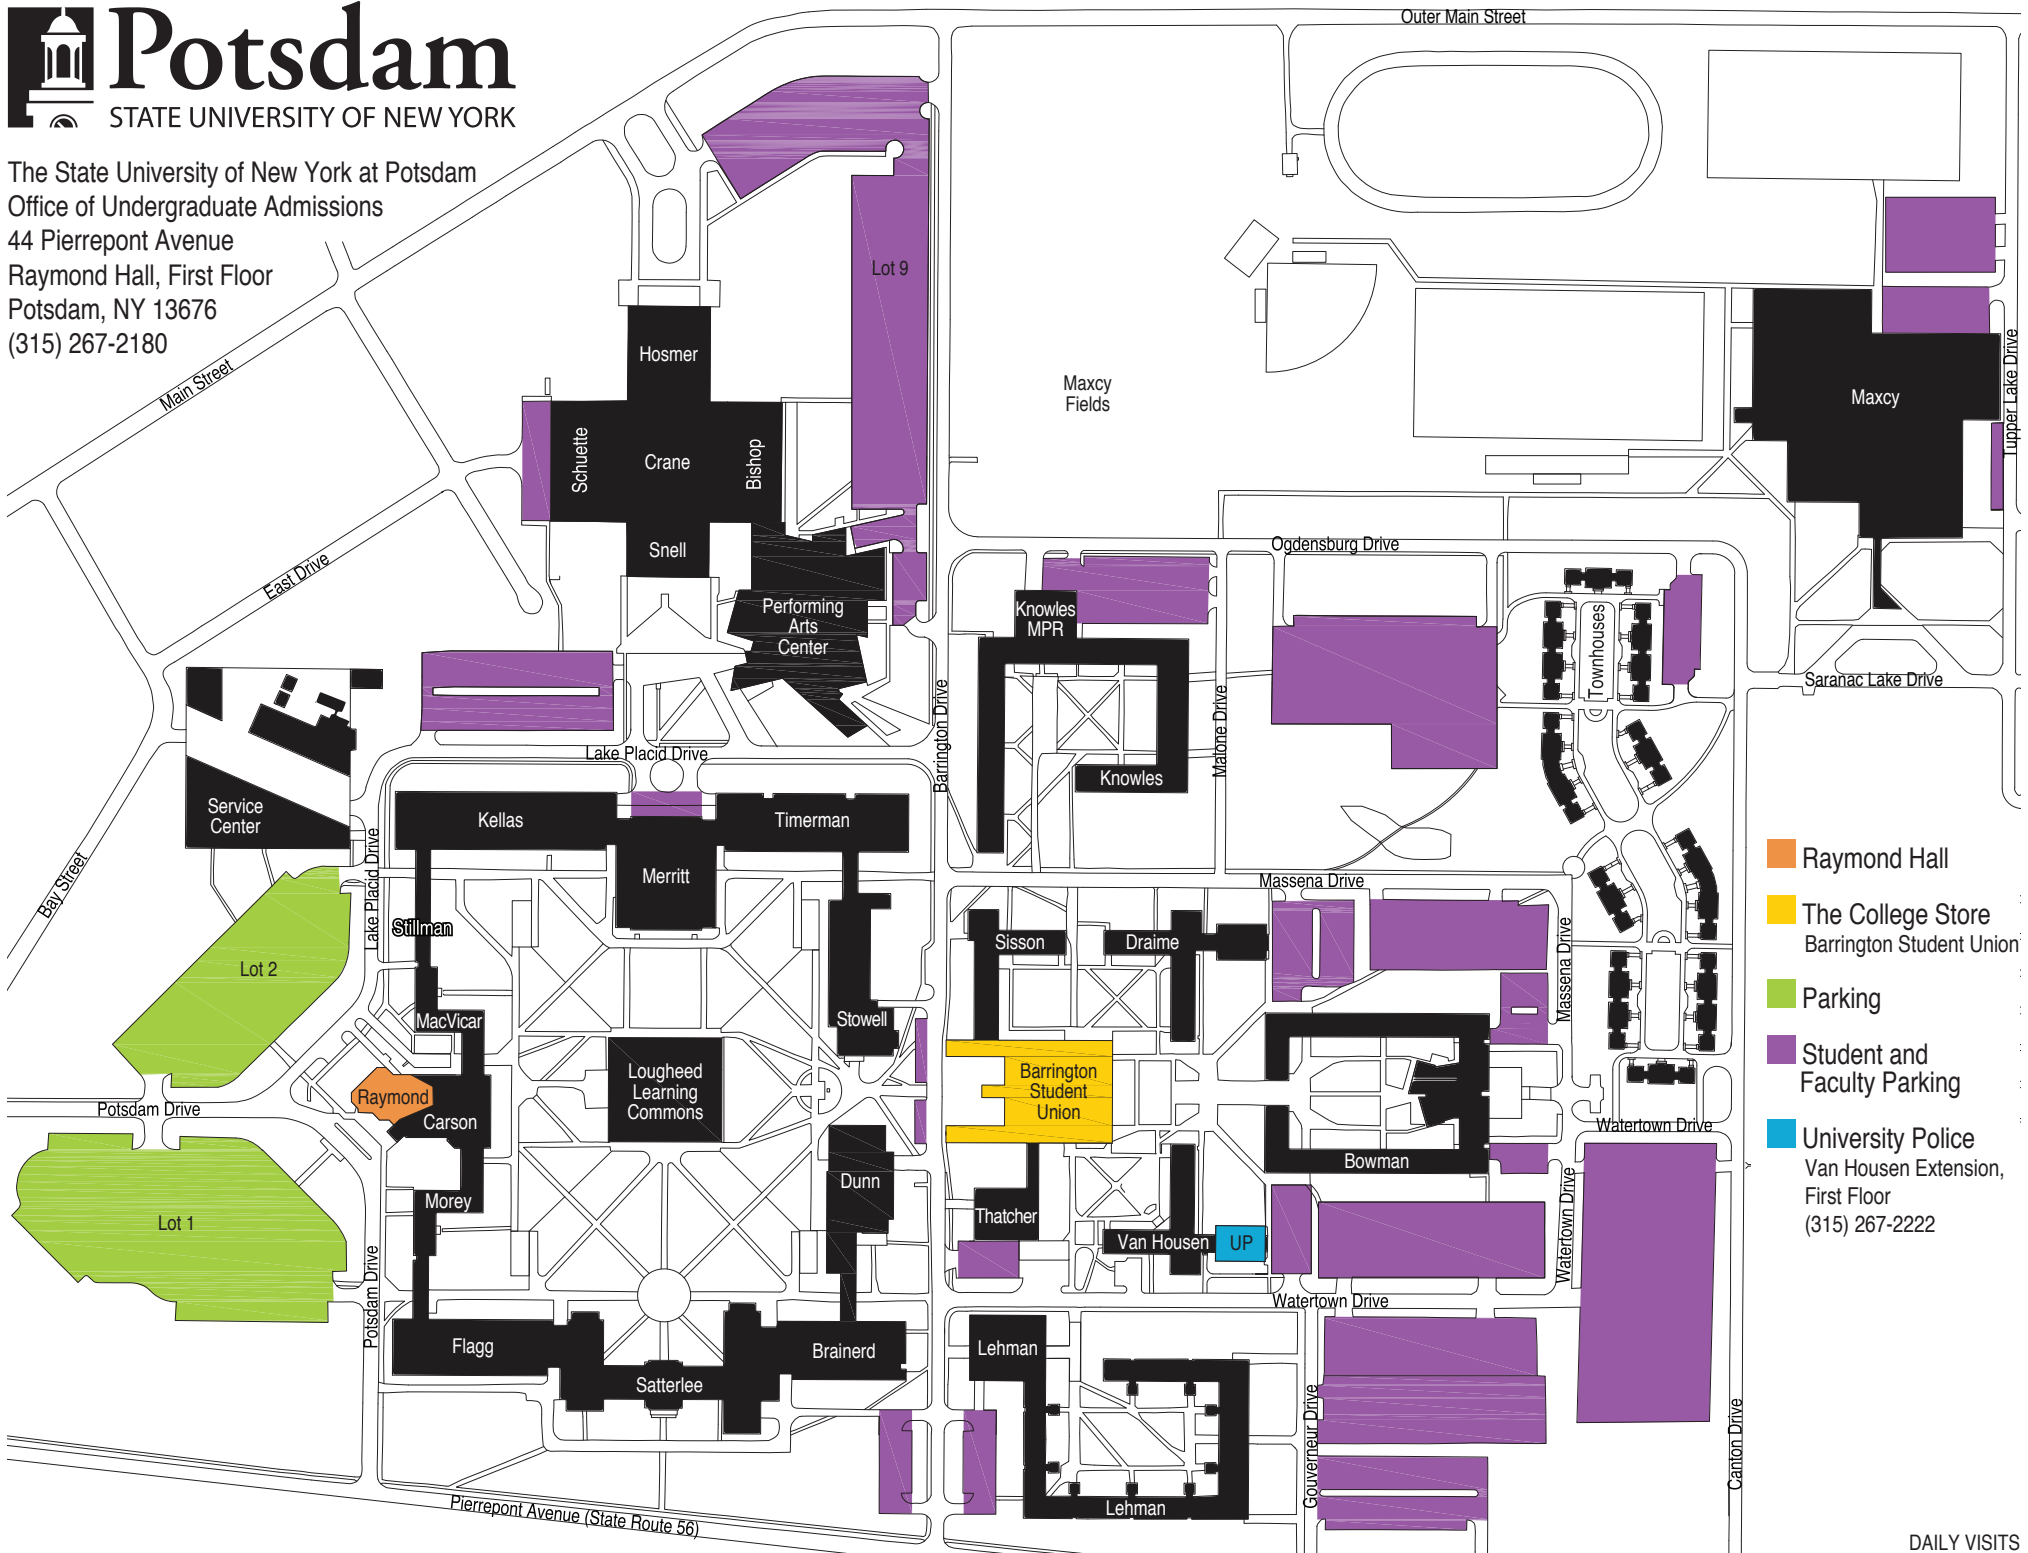 Potsdam
STATE UNIVERSITY OF NEW YORK
The State University of New York at Potsdam
Office of Undergraduate Admissions
44 Pierrepont Avenue
Raymond Hall, First Floor
Potsdam, NY 13676
(315) 267-2180
Outer Main Street
Lot 9
Main Street
Hosmer
Schuette
Crane
Bishop
Snell
Maxcy
Fields
Maxcy
Tupper Lake Drive
East Drive
Ogdensburg Drive
Performing
Arts
Center
Knowles
MPR
Townhouses
Saranac Lake Drive
Barrington Drive
Malone Drive
Lake Placid Drive
Knowles
Service
Center
Kellas
Timerman
Merritt
Lake Placid Drive
Bay Street
Massena Drive
Stillman
Sisson
Draime
Massena Drive
Lot 2
MacVicar
Stowell
Raymond
Carson
Lougheed
Learning
Commons
Barrington
Student
Union
Potsdam Drive
Watertown Drive
Bowman
Dunn
Morey
Lot 1
Thatcher
Van Housen
UP
Watertown Drive
Potsdam Drive
Watertown Drive
Flagg
Brainerd
Lehman
Satterlee
Gouverneur Drive
Canton Drive
Lehman
Pierrepont Avenue (State Route 56)
Raymond Hall
The College Store
Barrington Student Union
Parking
Student and
Faculty Parking
University Police
Van Housen Extension,
First Floor
(315) 267-2222
DAILY VISITS